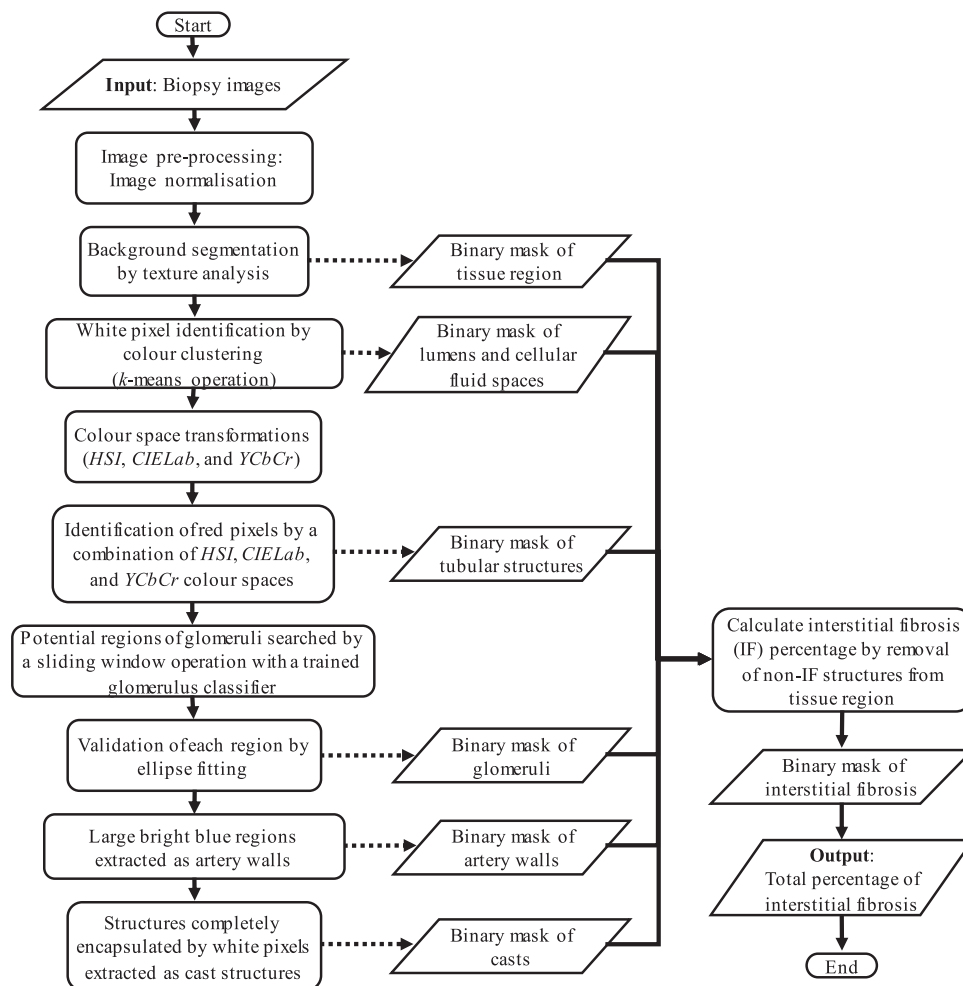 Start
Input: Biopsy images
Image pre-processing:
Image normalisation
Background segmentation
by texture analysis
Binary mask of
tissue region
White pixel identification by
colour clustering
(k-means operation)
Binary mask of
lumens and cellular
fluid spaces
Colour space transformations
(HSI, CIELab, and YCbCr)
Identification of red pixels by a
combination of HSI, CIELab,
and YCbCr colour spaces
Binary mask of
tubular structures
Potential regions of glomeruli searched by
a sliding window operation with a trained
glomerulus classifier
Validation of each region by
ellipse fitting
Binary mask of
glomeruli
Large bright blue regions
extracted as artery walls
Binary mask of
artery walls
Structures completely
encapsulated by white pixels
extracted as cast structures
Binary mask of
casts
Calculate interstitial fibrosis
(IF) percentage by removal
of non-IF structures from
tissue region
Binary mask of
interstitial fibrosis
Output:
Total percentage of
interstitial fibrosis
End